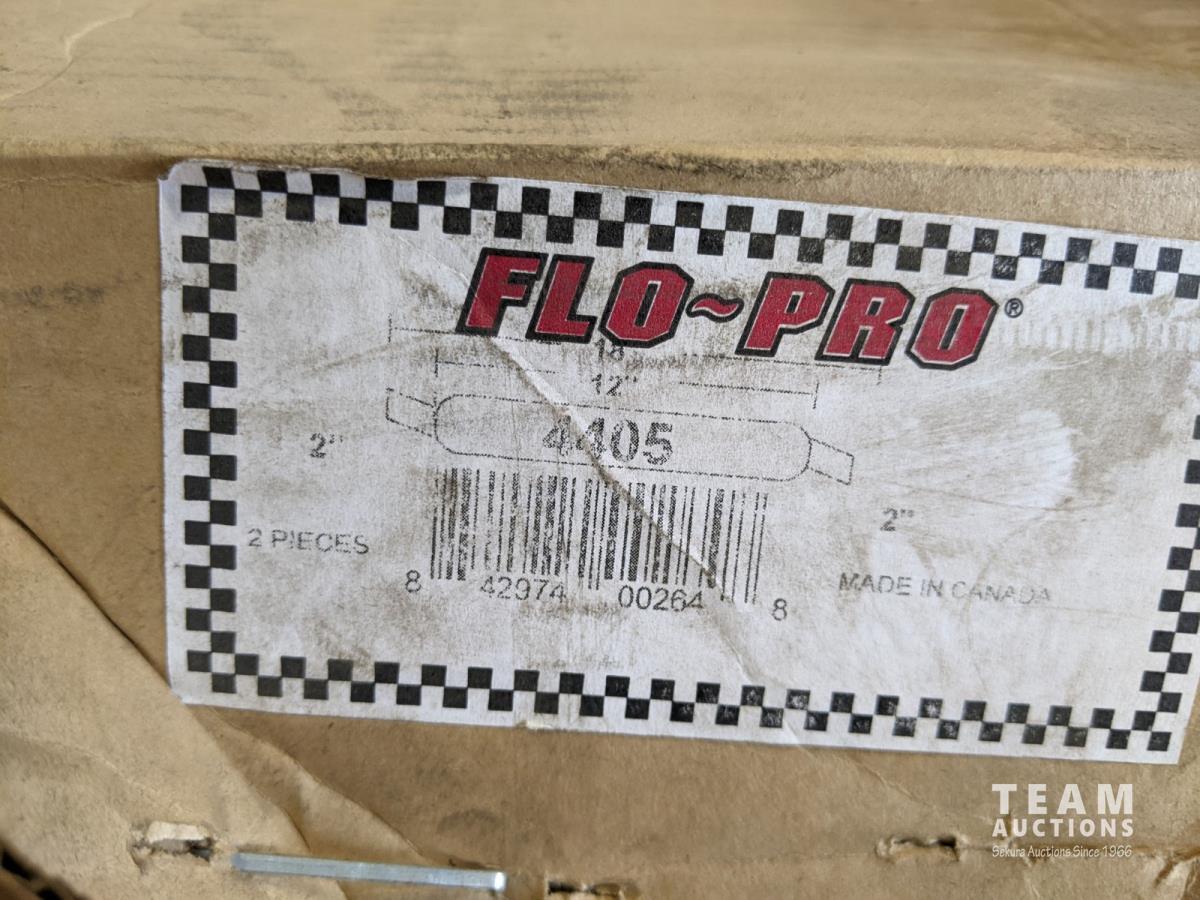 FLO~PRO®
18"
12"
4405
2"
2"
2 PIECES
8 42974 00264 8
MADE IN CANADA
TEAM
AUCTIONS
Sekura Auctions Since 1966